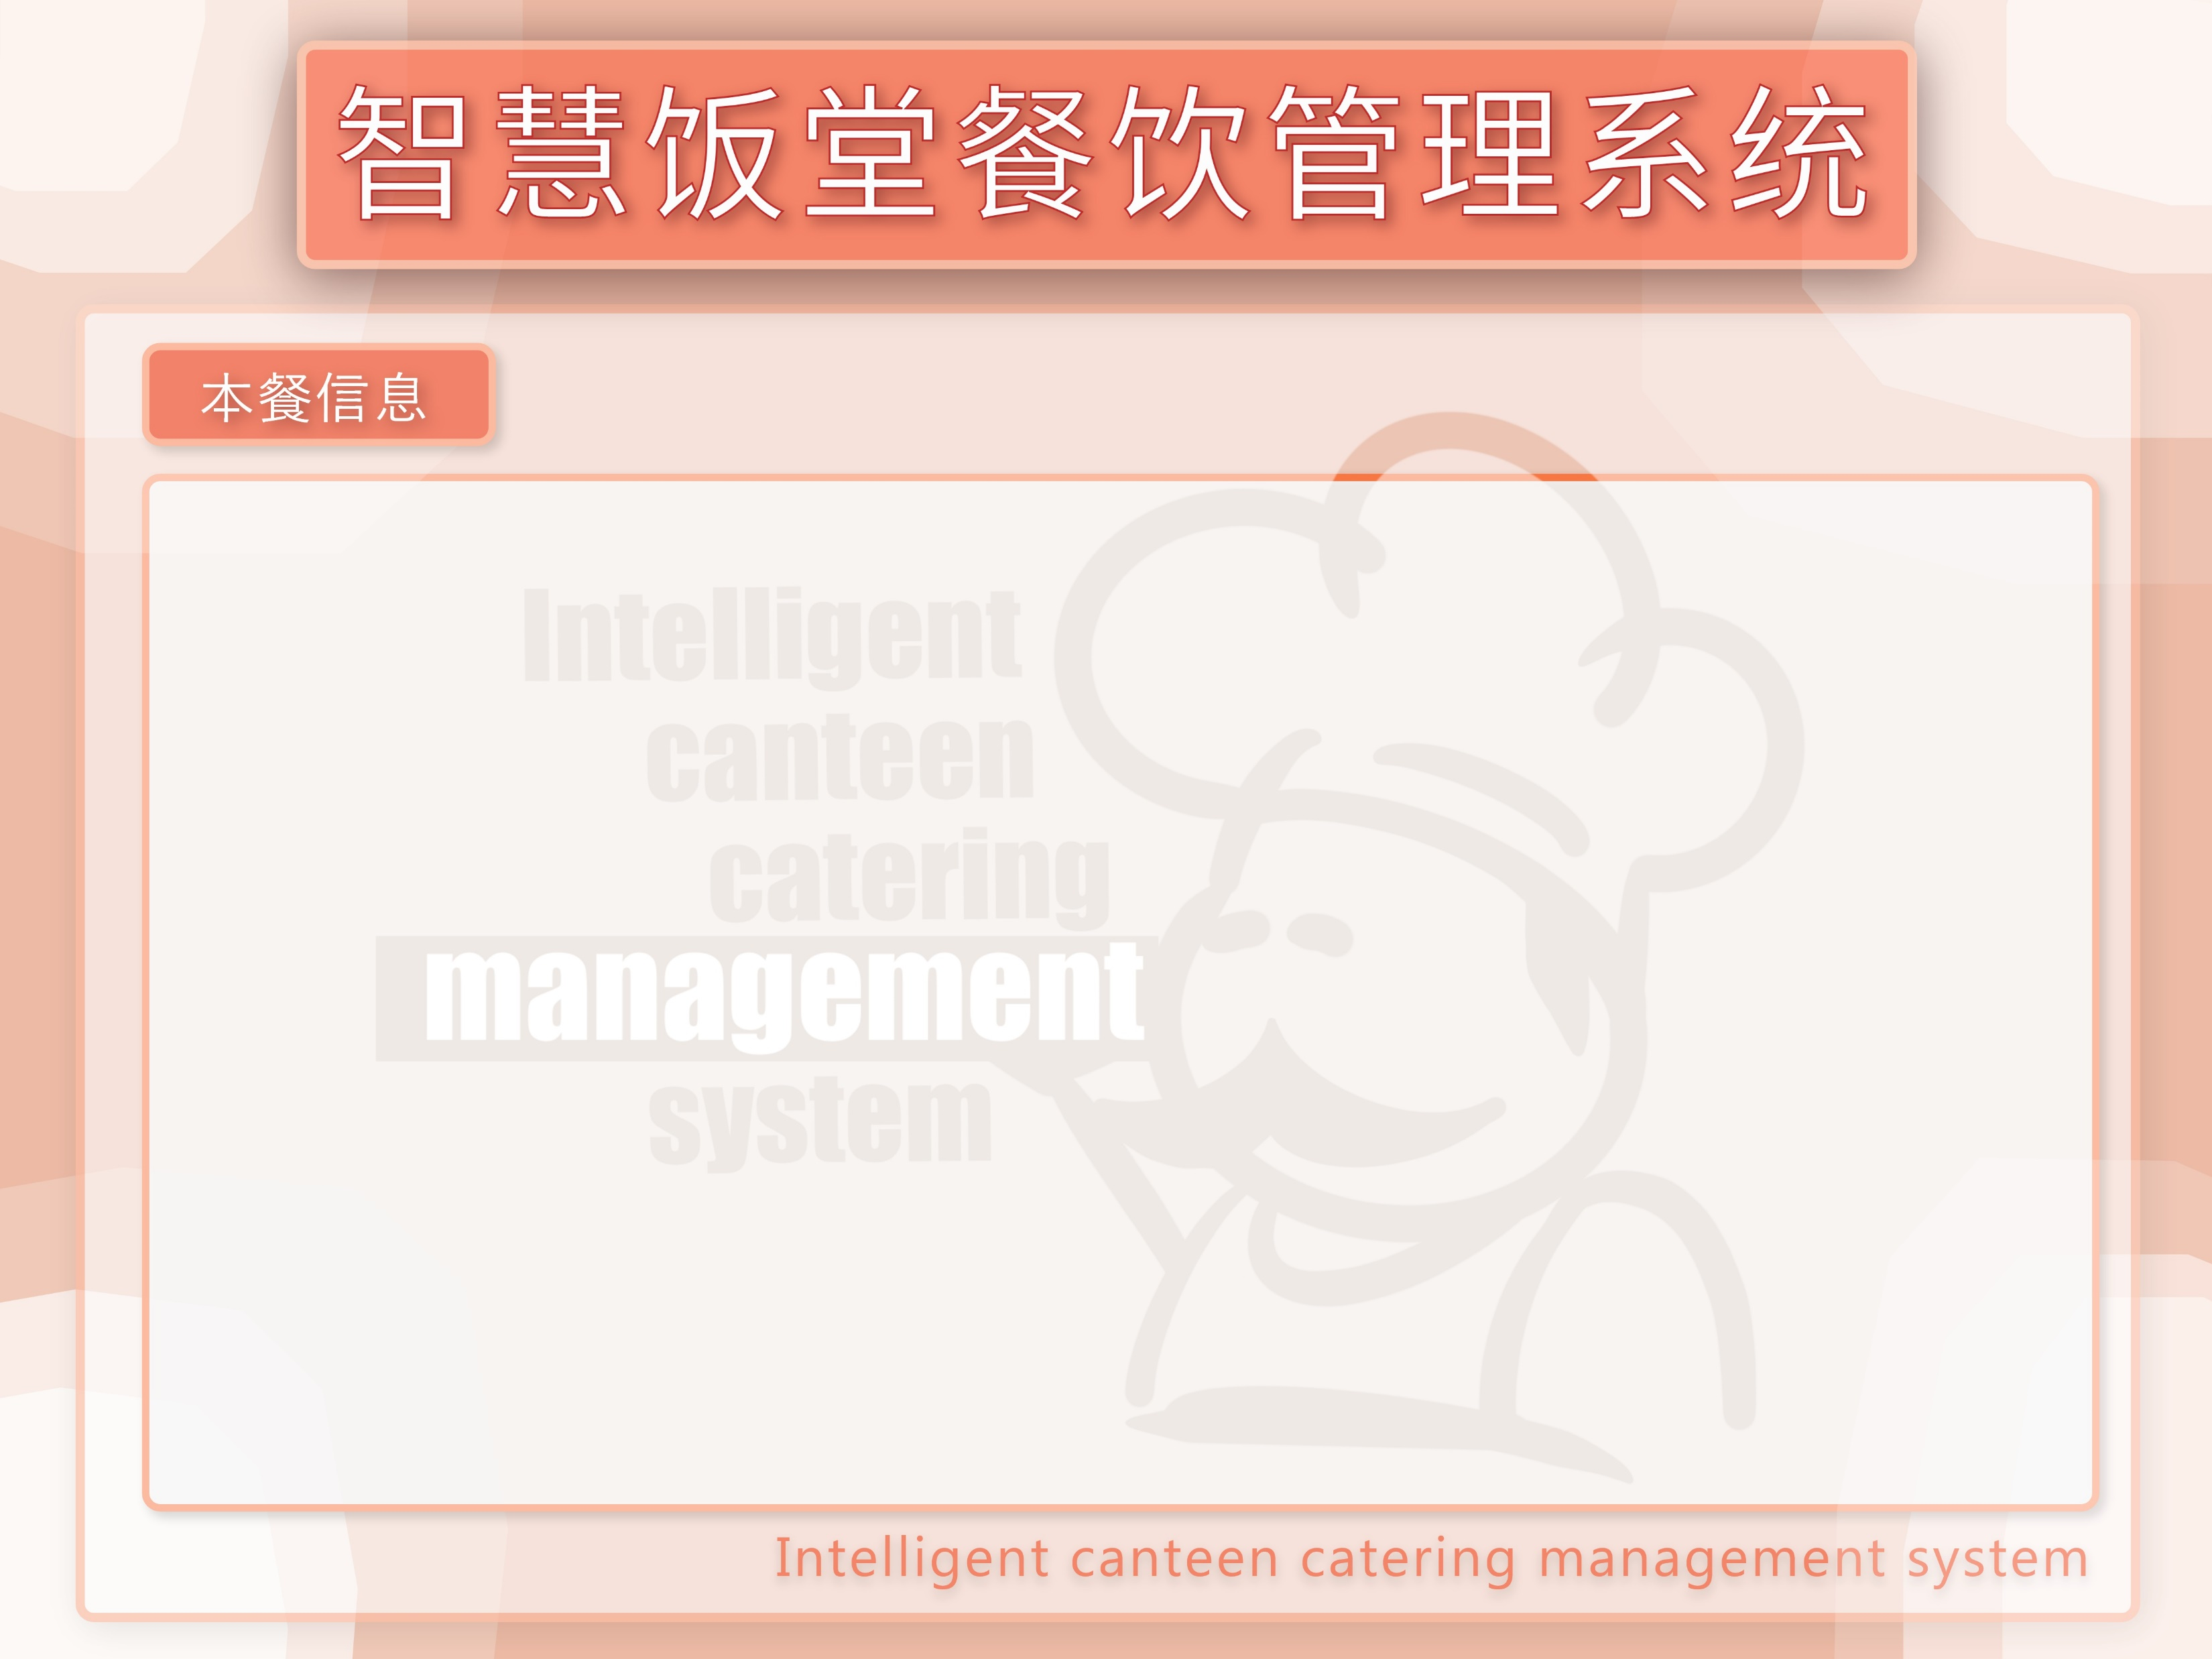 智慧饭堂餐饮管理系统
本餐信息
Intelligent
canteen
catering
management
system
Intelligent canteen catering management system